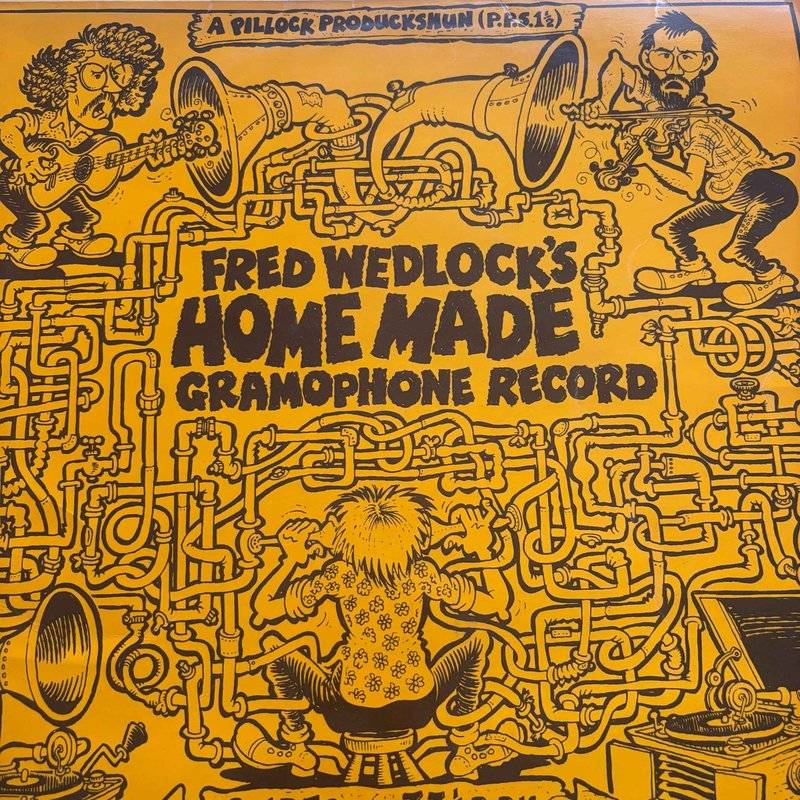 A PILLOCK PRODUCKSHUN (P.P.S.1½)
FRED WEDLOCK'S
HOME MADE
GRAMOPHONE RECORD